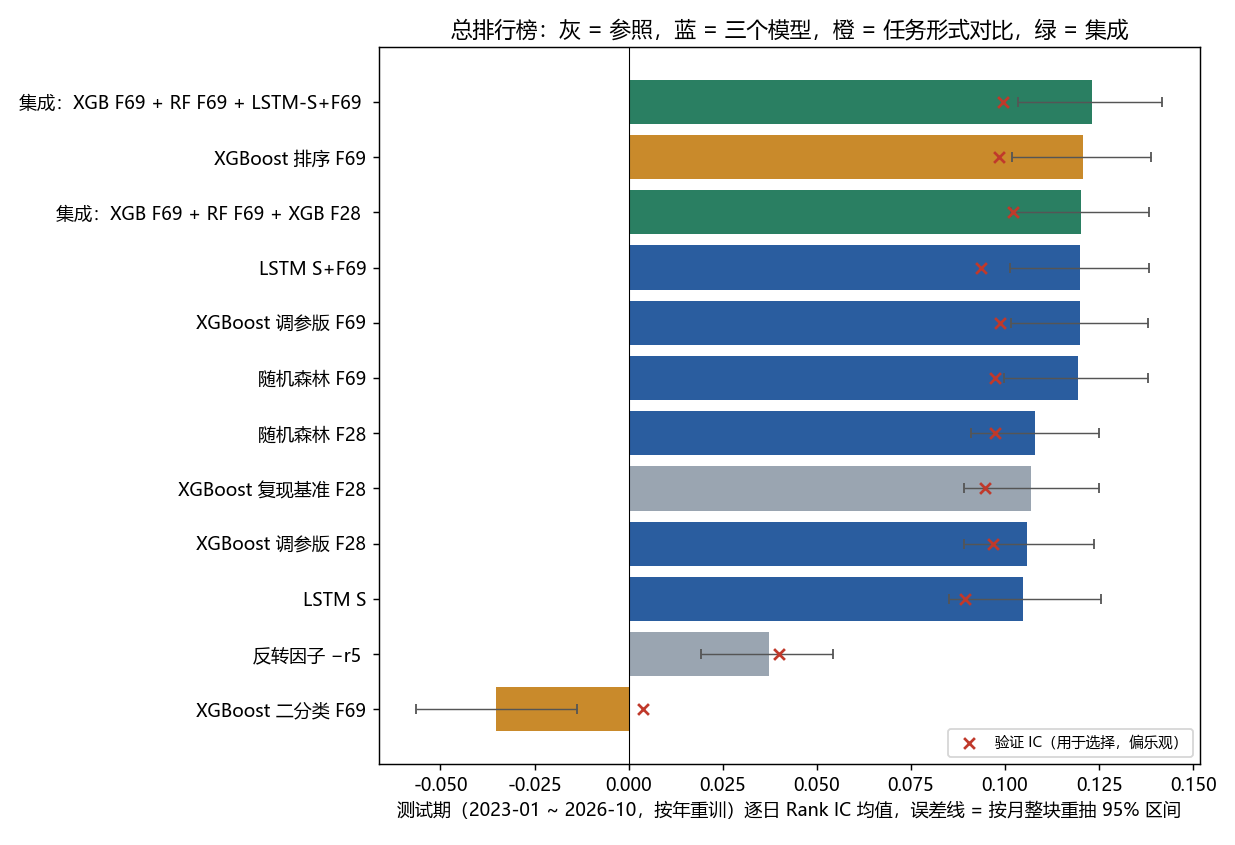 总排行榜：灰 = 参照，蓝 = 三个模型，橙 = 任务形式对比，绿 = 集成
集成：XGB F69 + RF F69 + LSTM-S+F69
XGBoost 排序 F69
集成：XGB F69 + RF F69 + XGB F28
LSTM S+F69
XGBoost 调参版 F69
随机森林 F69
随机森林 F28
XGBoost 复现基准 F28
XGBoost 调参版 F28
LSTM S
反转因子 −r5
XGBoost 二分类 F69
验证 IC（用于选择，偏乐观）
-0.050 -0.025 0.000 0.025 0.050 0.075 0.100 0.125 0.150
测试期（2023-01 ~ 2026-10，按年重训）逐日 Rank IC 均值，误差线 = 按月整块重抽 95% 区间